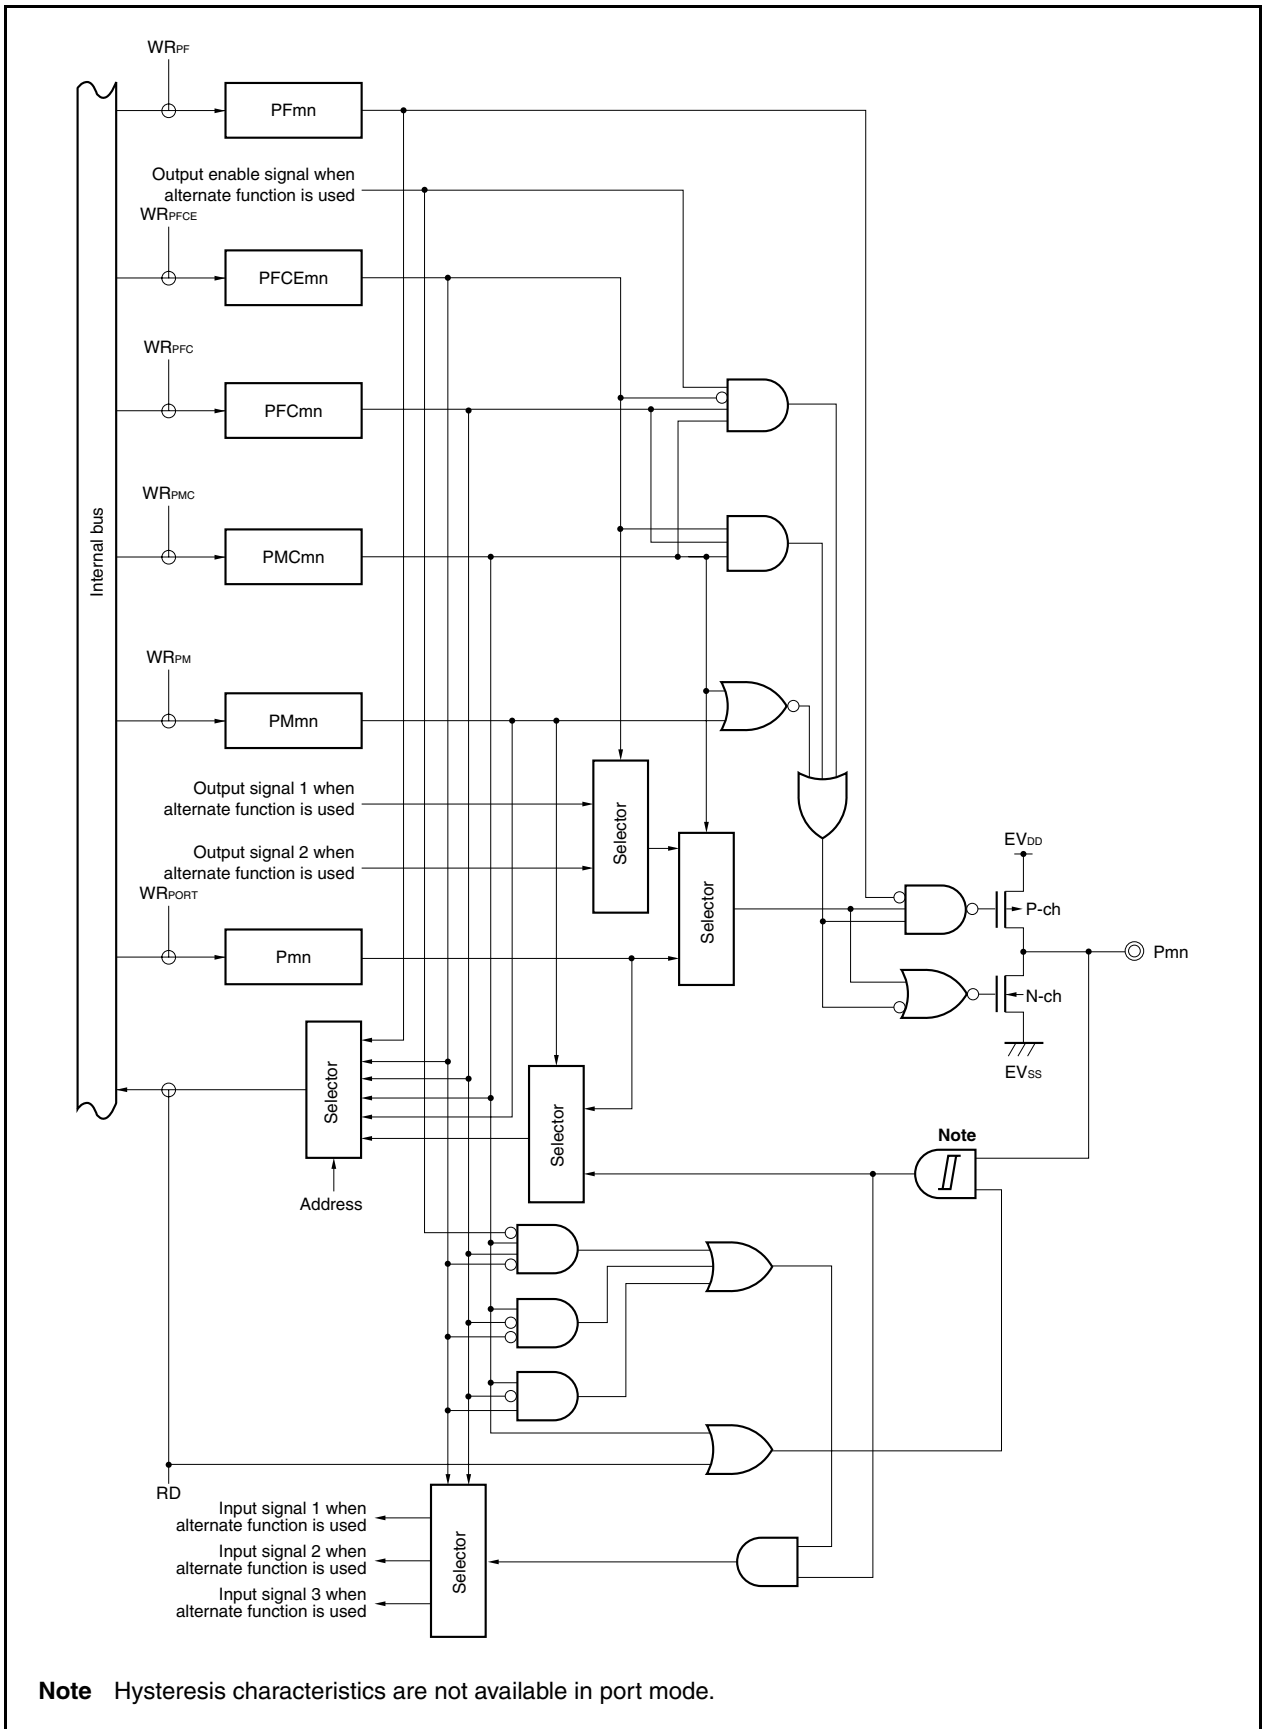 WRPF
PFmn
Output enable signal when
alternate function is used
WRPFCE
PFCEmn
WRPFC
PFCmn
WRPMC
PMCmn
Internal bus
WRPM
PMmn
Output signal 1 when
alternate function is used
Selector
Output signal 2 when
alternate function is used
Selector
EVDD
P-ch
WRPORT
Pmn
Pmn
N-ch
EVSS
Selector
Selector
Note
Address
RD
Input signal 1 when
alternate function is used
Input signal 2 when
alternate function is used
Input signal 3 when
alternate function is used
Selector
Note Hysteresis characteristics are not available in port mode.